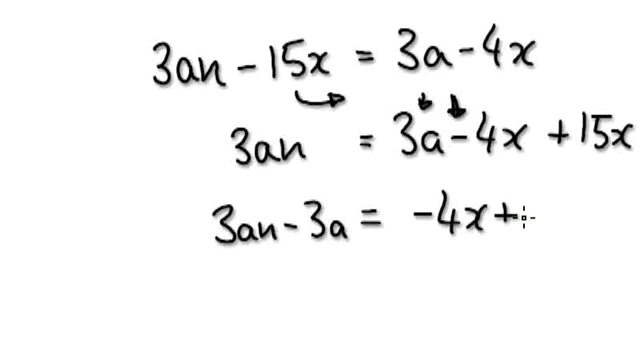 3an - 15x = 3a - 4x
3an = 3a - 4x + 15x
3an - 3a = -4x +